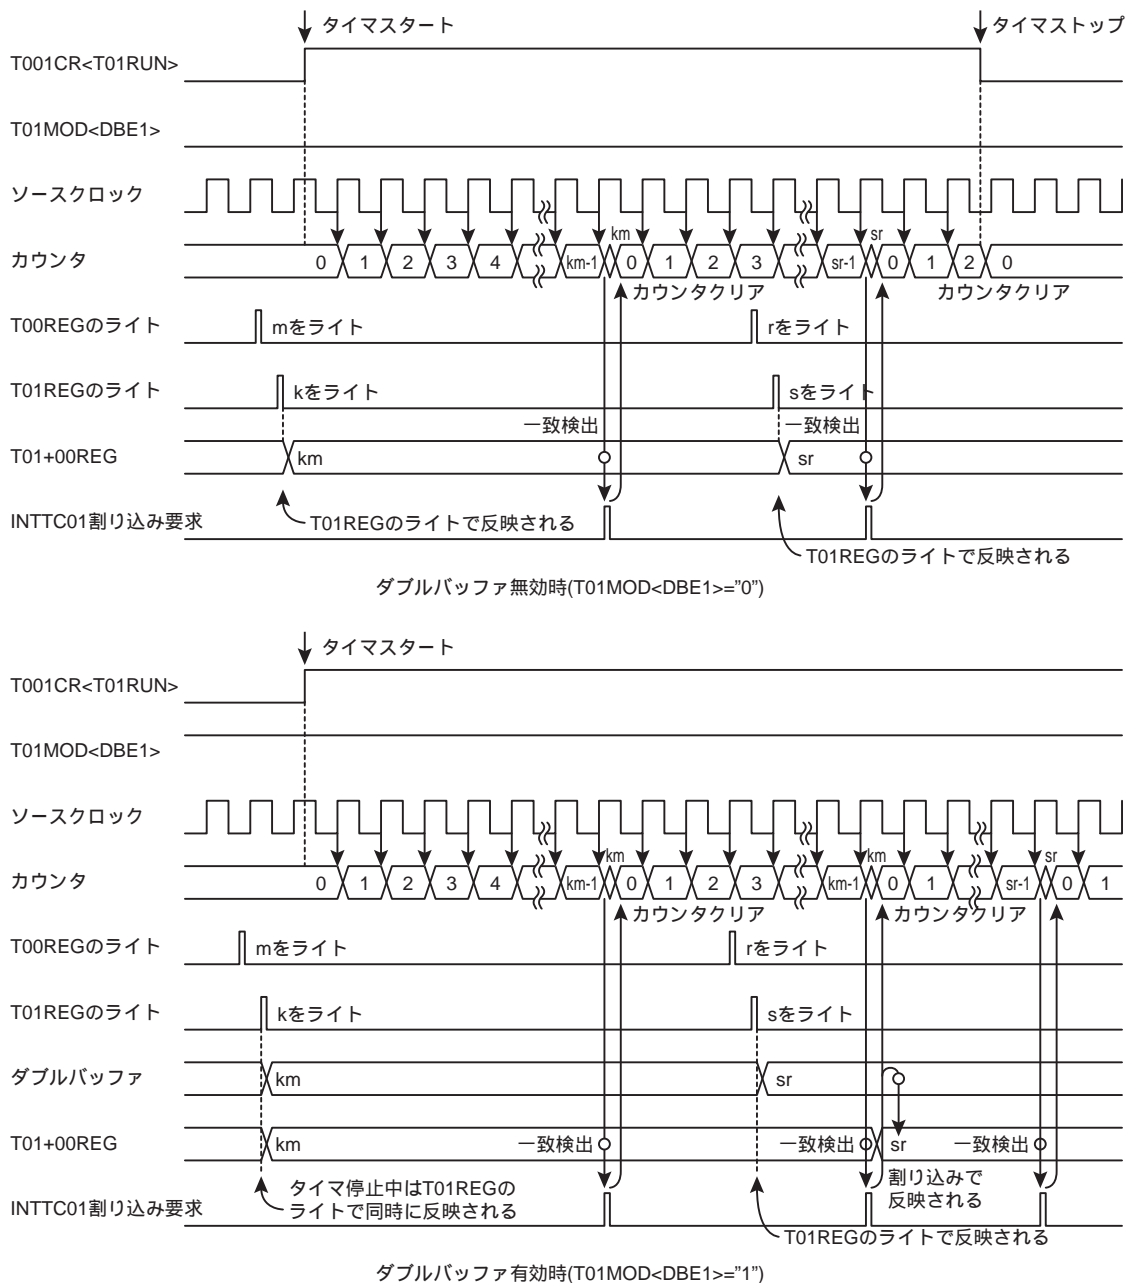 タイマスタート タイマストップ
T001CR<T01RUN>
T01MOD<DBE1>
ソースクロック
km sr
カウンタ 0 1 2 3 4 km-1 0 1 2 3 sr-1 0 1 2 0
カウンタクリア カウンタクリア
T00REGのライト mをライト rをライト
T01REGのライト kをライト sをライト
一致検出 一致検出
T01+00REG km sr
INTTC01割り込み要求 T01REGのライトで反映される
T01REGのライトで反映される
ダブルバッファ無効時(T01MOD<DBE1>=”0”)
タイマスタート
T001CR<T01RUN>
T01MOD<DBE1>
ソースクロック
km km sr
カウンタ 0 1 2 3 4 km-1 0 1 2 3 km-1 0 1 sr-1 0 1
カウンタクリア カウンタクリア
T00REGのライト mをライト rをライト
T01REGのライト kをライト sをライト
ダブルバッファ km sr
T01+00REG km 一致検出 一致検出 sr 一致検出
タイマ停止中はT01REGの 割り込みで
INTTC01割り込み要求 ライトで同時に反映される 反映される
T01REGのライトで反映される
ダブルバッファ有効時(T01MOD<DBE1>=”1”)